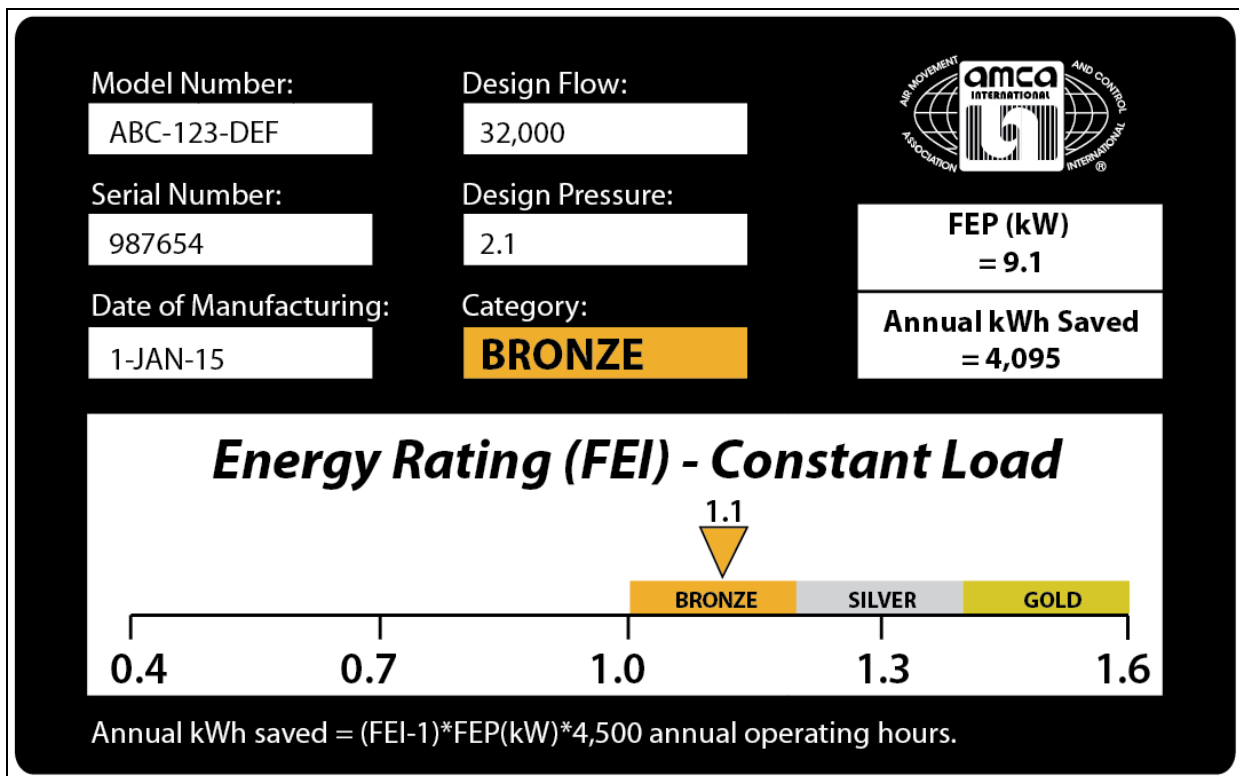 Model Number:
ABC-123-DEF
Design Flow:
32,000
AIR MOVEMENT
AND CONTROL
amca
INTERNATIONAL
ASSOCIATION
INTERNATIONAL
®
Serial Number:
987654
Design Pressure:
2.1
FEP (kW)
= 9.1
Date of Manufacturing:
1-JAN-15
Category:
BRONZE
Annual kWh Saved
= 4,095
Energy Rating (FEI) - Constant Load
1.1
BRONZE SILVER GOLD
0.4 0.7 1.0 1.3 1.6
Annual kWh saved = (FEI-1)*FEP(kW)*4,500 annual operating hours.